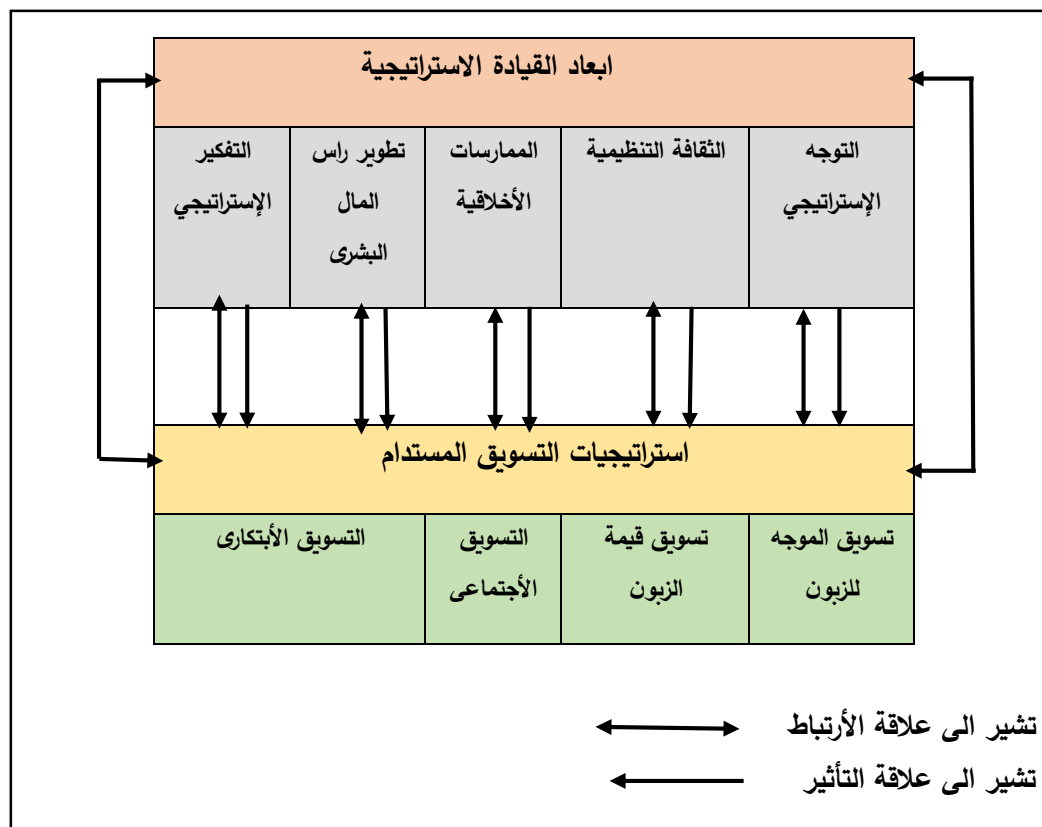 ابعاد القيادة الاستراتيجية
التوجه
الإستراتيجي
الثقافة التنظيمية
الممارسات
الأخلاقية
تطوير راس
المال
البشرى
التفكير
الإستراتيجي
استراتيجيات التسويق المستدام
تسويق الموجه
للزبون
تسويق قيمة
الزبون
التسويق
الأجتماعى
التسويق الأبتكارى
تشير الى علاقة الأرتباط
تشير الى علاقة التأثير